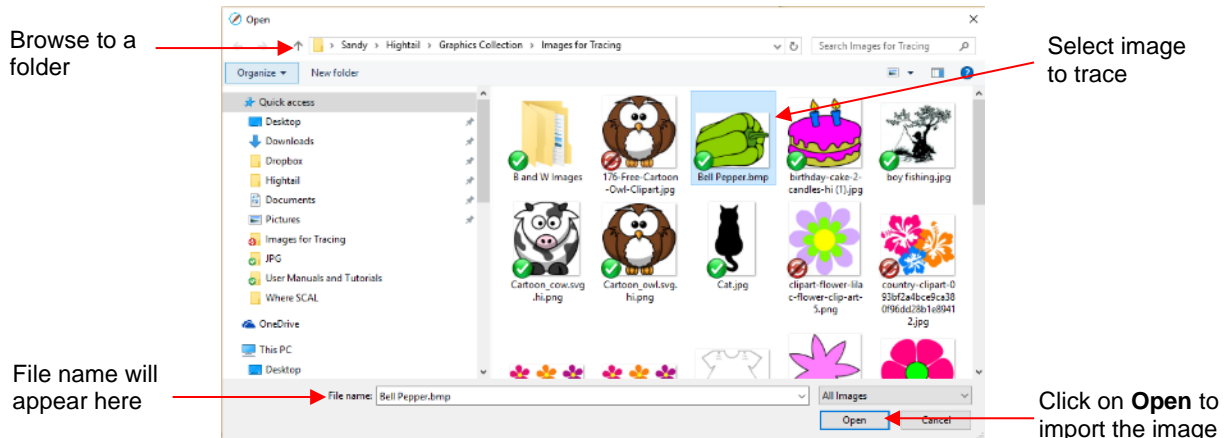 Open
Browse to a
folder
Sandy > Hightail > Graphics Collection > Images for Tracing
Search Images for Tracing
Select image
to trace
Organize
New folder
Quick access
Desktop
Downloads
Dropbox
Hightail
Documents
Pictures
Images for Tracing
JPG
User Manuals and Tutorials
Where SCAL
OneDrive
This PC
Desktop
B and W Images
176-Free-Cartoon
-Owl-Clipart.jpg
Bell Pepper.bmp
birthday-cake-2-
candles-hi (1).jpg
boy fishing.jpg
Cartoon_cow.svg
.hi.png
Cartoon_owl.svg.
hi.png
Cat.jpg
clipart-flower-lila
c-flower-clip-art-
5.png
country-clipart-0
93bf2a4bce9ca38
0f96dd28b1e8941
2.jpg
File name will
appear here
File name: Bell Pepper.bmp
All Images
Open
Cancel
Click on Open to
import the image